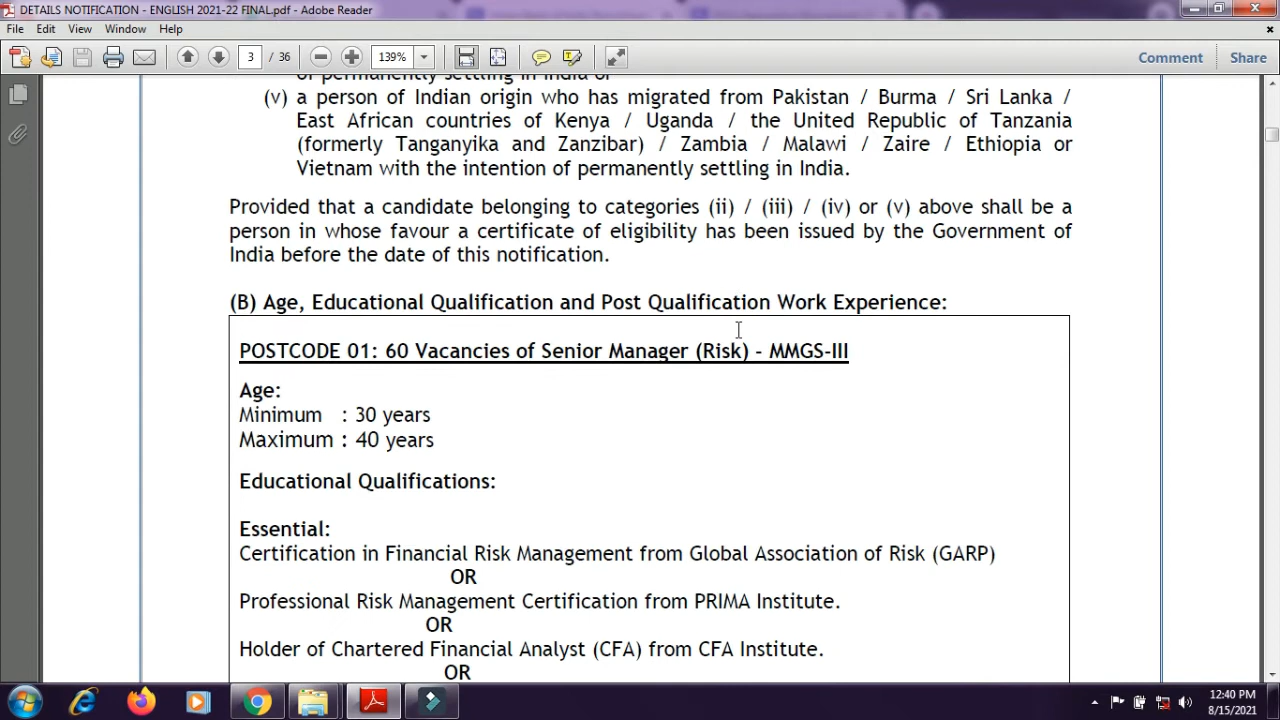 DETAILS NOTIFICATION - ENGLISH 2021-22 FINAL.pdf - Adobe Reader
File Edit View Window Help
3 / 36 139% Comment Share
of permanently settling in India or
(v) a person of Indian origin who has migrated from Pakistan / Burma / Sri Lanka /
East African countries of Kenya / Uganda / the United Republic of Tanzania
(formerly Tanganyika and Zanzibar) / Zambia / Malawi / Zaire / Ethiopia or
Vietnam with the intention of permanently settling in India.
Provided that a candidate belonging to categories (ii) / (iii) / (iv) or (v) above shall be a
person in whose favour a certificate of eligibility has been issued by the Government of
India before the date of this notification.
(B) Age, Educational Qualification and Post Qualification Work Experience:
POSTCODE 01: 60 Vacancies of Senior Manager (Risk) - MMGS-III
Age:
Minimum : 30 years
Maximum : 40 years
Educational Qualifications:
Essential:
Certification in Financial Risk Management from Global Association of Risk (GARP)
OR
Professional Risk Management Certification from PRIMA Institute.
OR
Holder of Chartered Financial Analyst (CFA) from CFA Institute.
OR
12:40 PM
8/15/2021